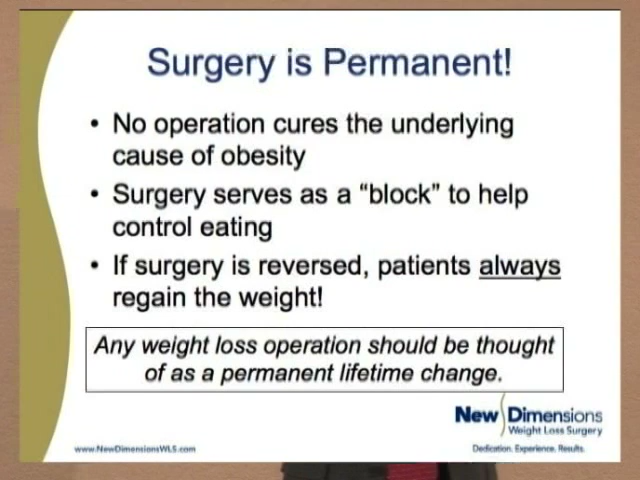 Surgery is Permanent!
• No operation cures the underlying
cause of obesity
• Surgery serves as a “block” to help
control eating
• If surgery is reversed, patients always
regain the weight!
Any weight loss operation should be thought
of as a permanent lifetime change.
New Dimensions
Weight Loss Surgery
www.NewDimensionsWLS.com
Dedication. Experience. Results.